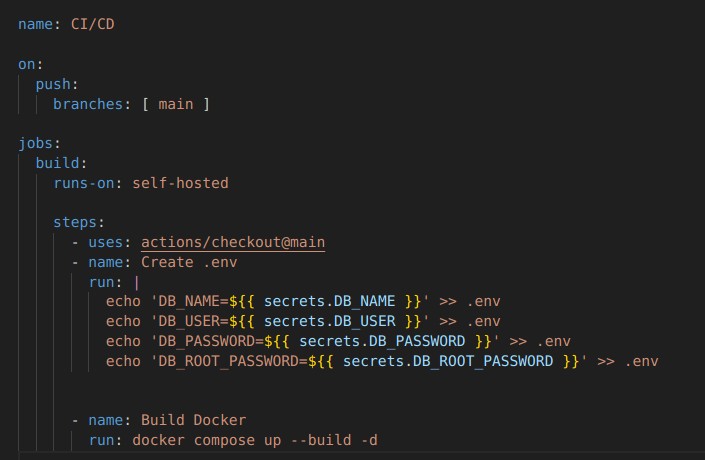 name: CI/CD
on:
push:
branches: [ main ]
jobs:
build:
runs-on: self-hosted
steps:
- uses: actions/checkout@main
- name: Create .env
run: |
echo 'DB_NAME=${{ secrets.DB_NAME }}' >> .env
echo 'DB_USER=${{ secrets.DB_USER }}' >> .env
echo 'DB_PASSWORD=${{ secrets.DB_PASSWORD }}' >> .env
echo 'DB_ROOT_PASSWORD=${{ secrets.DB_ROOT_PASSWORD }}' >> .env
- name: Build Docker
run: docker compose up --build -d